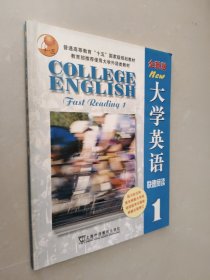 普通高等教育"十五"国家级规划教材
教育部推荐使用大学外语类教材
COLLEGE
ENGLISH
Fast Reading 1
全新版
New
大学英语
快速阅读
1
上海外语教育出版社